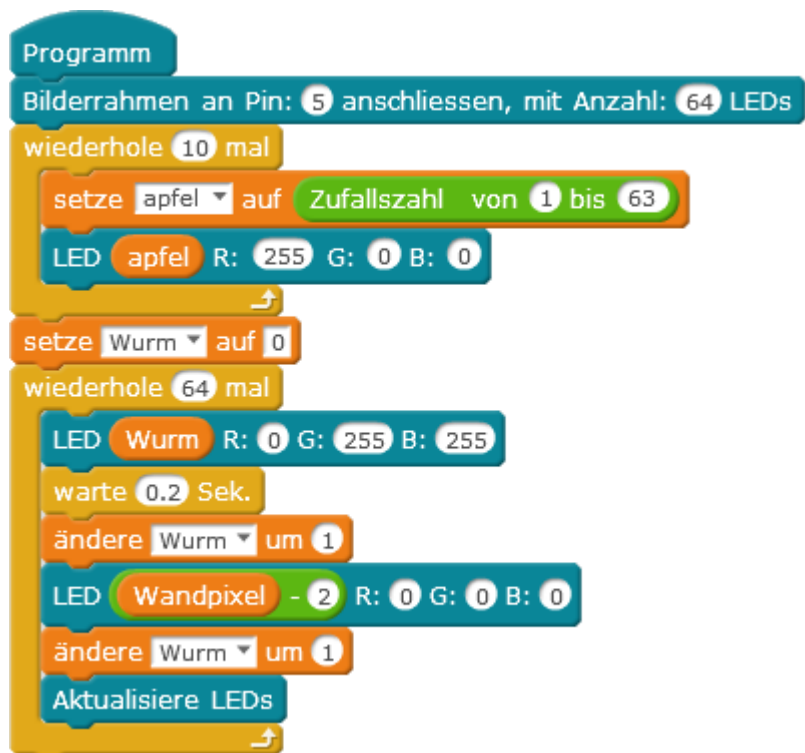 Programm
Bilderrahmen an Pin: 5 anschliessen, mit Anzahl: 64 LEDs
wiederhole 10 mal
setze apfel auf Zufallszahl von 1 bis 63
LED apfel R: 255 G: 0 B: 0
setze Wurm auf 0
wiederhole 64 mal
LED Wurm R: 0 G: 255 B: 255
warte 0.2 Sek.
ändere Wurm um 1
LED Wandpixel - 2 R: 0 G: 0 B: 0
ändere Wurm um 1
Aktualisiere LEDs